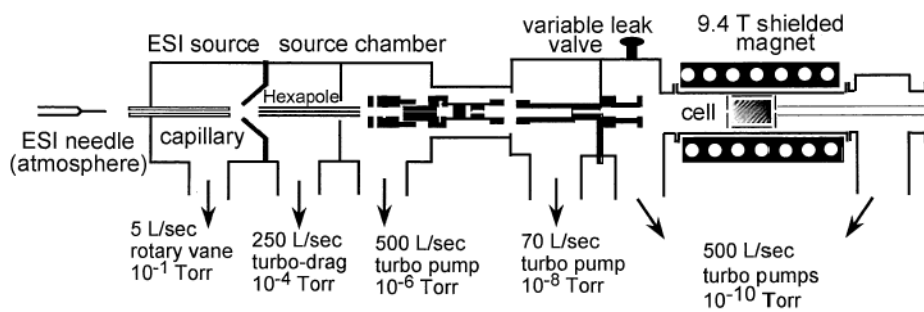 ESI source
source chamber
variable leak
valve
9.4 T shielded
magnet
Hexapole
capillary
cell
ESI needle
(atmosphere)
5 L/sec
rotary vane
10-1 Torr
250 L/sec
turbo-drag
10-4 Torr
500 L/sec
turbo pump
10-6 Torr
70 L/sec
turbo pump
10-8 Torr
500 L/sec
turbo pumps
10-10 Torr